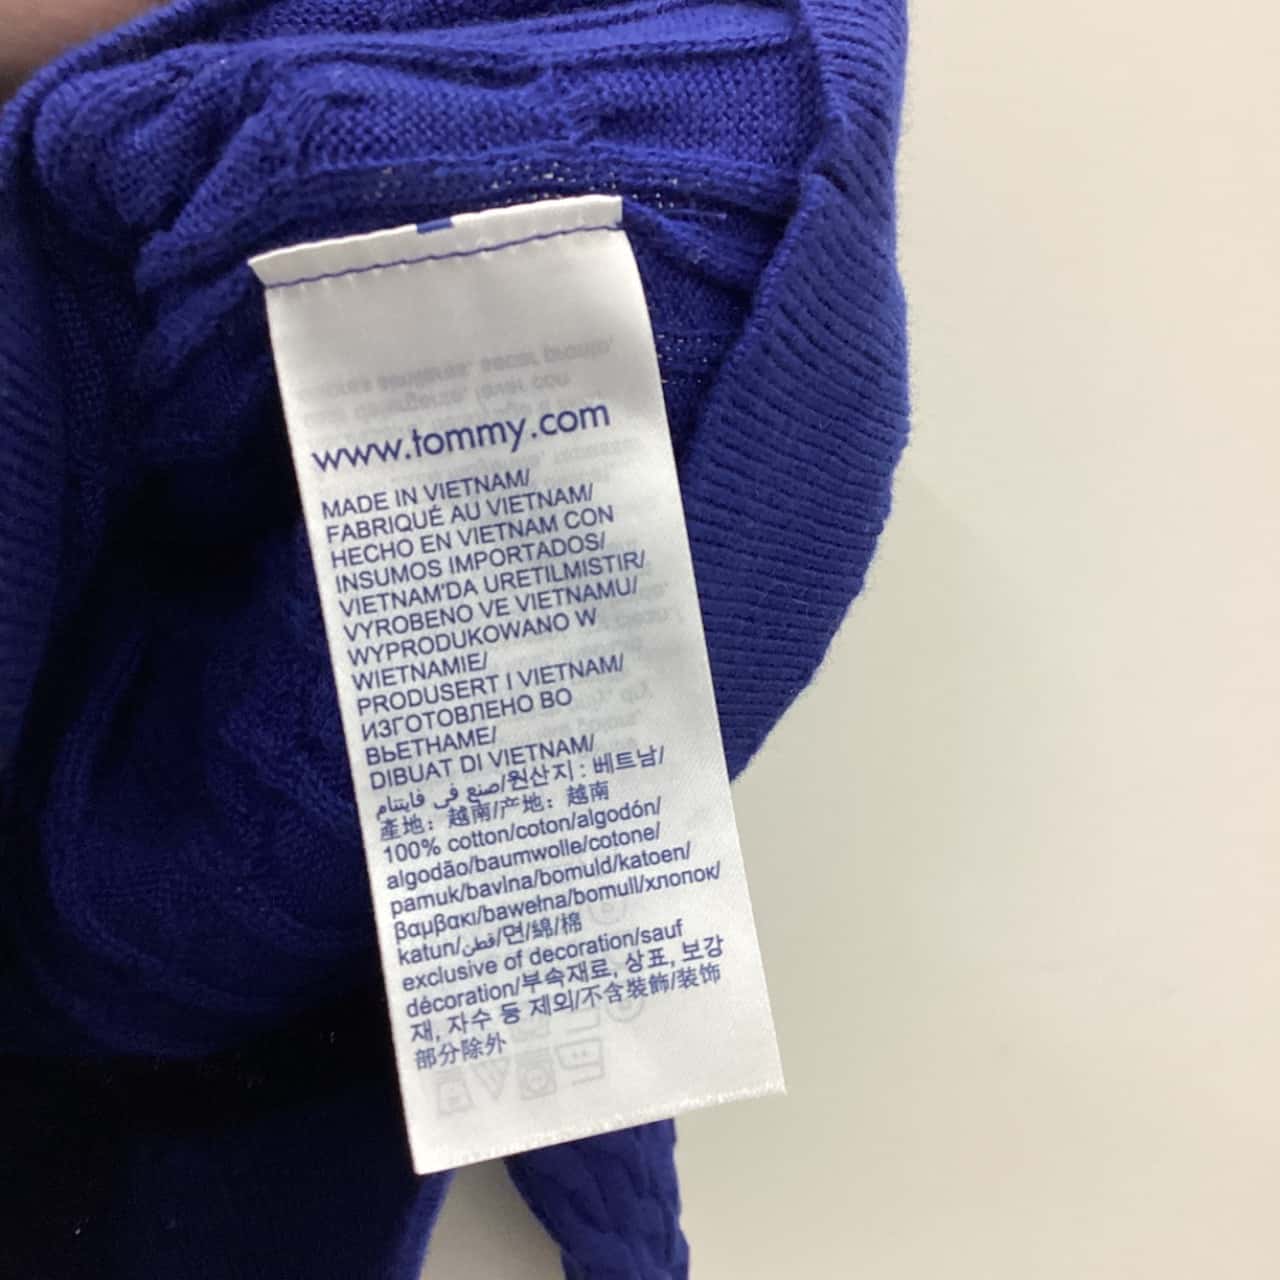 www.tommy.com
MADE IN VIETNAM/
FABRIQUÉ AU VIETNAM/
HECHO EN VIETNAM CON
INSUMOS IMPORTADOS/
VIETNAM'DA URETILMISTIR/
VYROBENO VE VIETNAMU/
WYPRODUKOWANO W
WIETNAMIE/
PRODUSERT I VIETNAM/
ИЗГОТОВЛЕНО ВО
ВЬЕТНАМЕ/
DIBUAT DI VIETNAM/
صنع في فايتنام/원산지 : 베트남/
產地：越南/产地：越南
100% cotton/coton/algodón/
algodão/baumwolle/cotone/
pamuk/bavlna/bomuld/katoen/
βαμβακι/bawełna/bomull/хлопок/
katun/قطن/면/綿/棉
exclusive of decoration/sauf
décoration/부속재료, 상표, 보강
재, 자수 등 제외/不含裝飾/装饰
部分除外